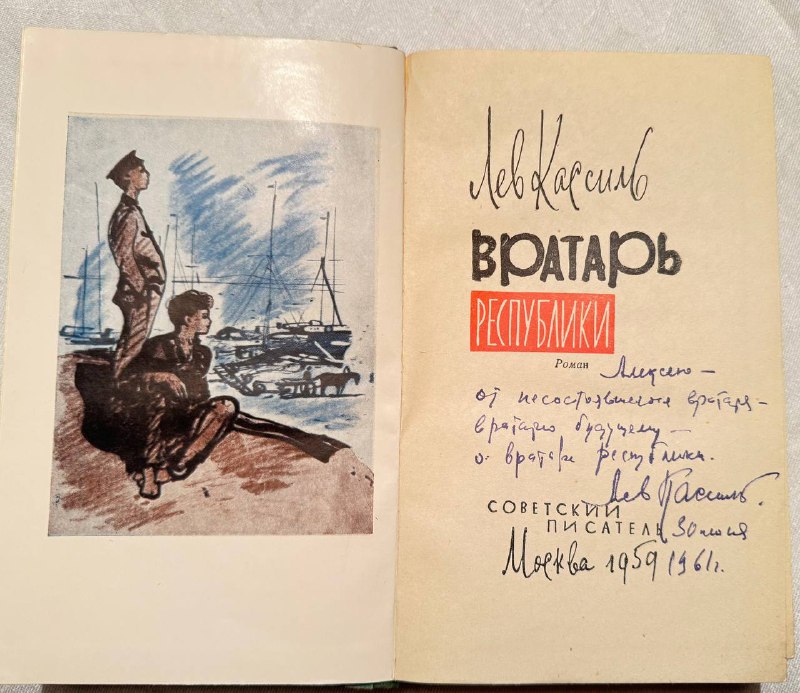 Лев Кассиль
ВРАТАРЬ
РЕСПУБЛИКИ
Роман
Алексею —
от несостоявшегося вратаря —
вратарю будущему —
о вратаре республики.
Лев Кассиль.
СОВЕТСКИЙ
ПИСАТЕЛЬ
30 июня
Москва 1959
1961 г.